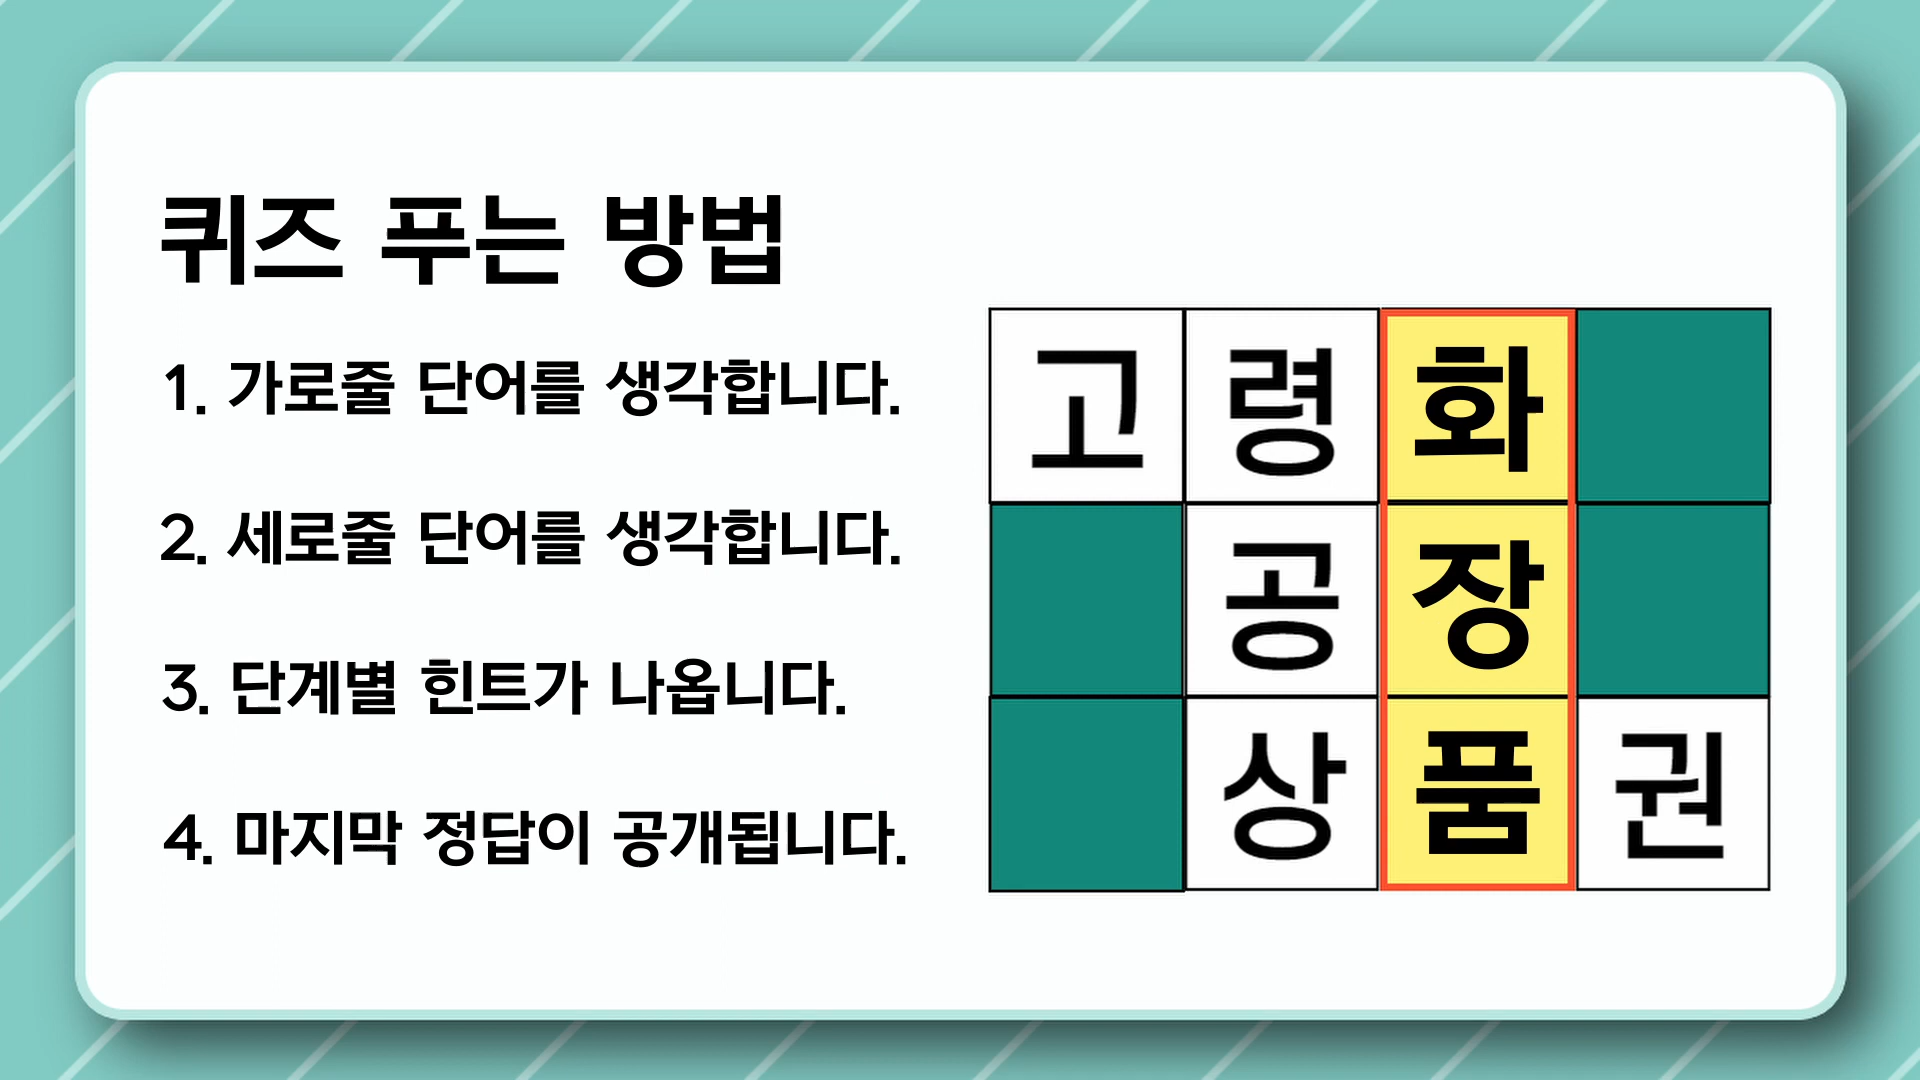 퀴즈 푸는 방법
1. 가로줄 단어를 생각합니다.
2. 세로줄 단어를 생각합니다.
3. 단계별 힌트가 나옵니다.
4. 마지막 정답이 공개됩니다.
고 령 화
공 장
상 품 권